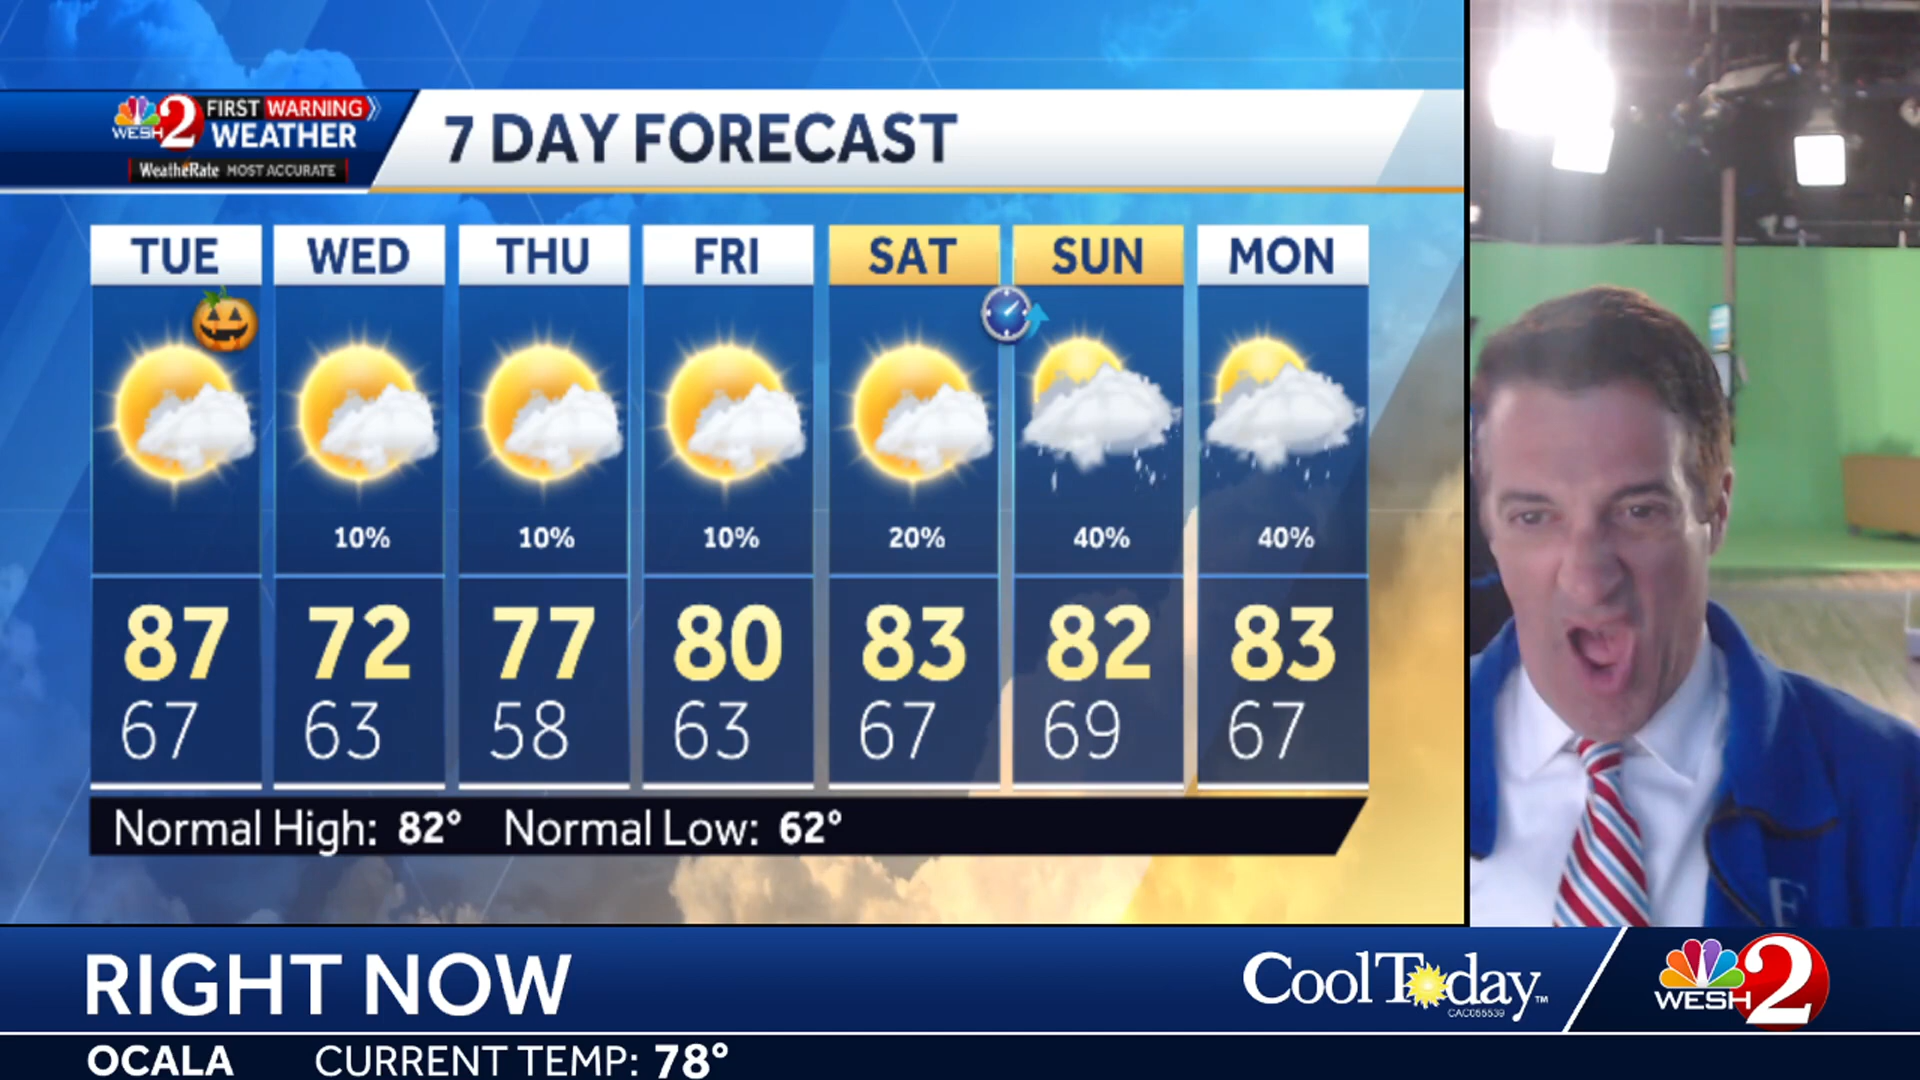 WESH 2 FIRST WARNING
WEATHER
WeatheRate MOST ACCURATE
7 DAY FORECAST
TUE WED THU FRI SAT SUN MON
10% 10% 10% 20% 40% 40%
87 72 77 80 83 82 83
67 63 58 63 67 69 67
Normal High: 82° Normal Low: 62°
RIGHT NOW
CoolToday™
CAC055539
WESH 2
OCALA CURRENT TEMP: 78°